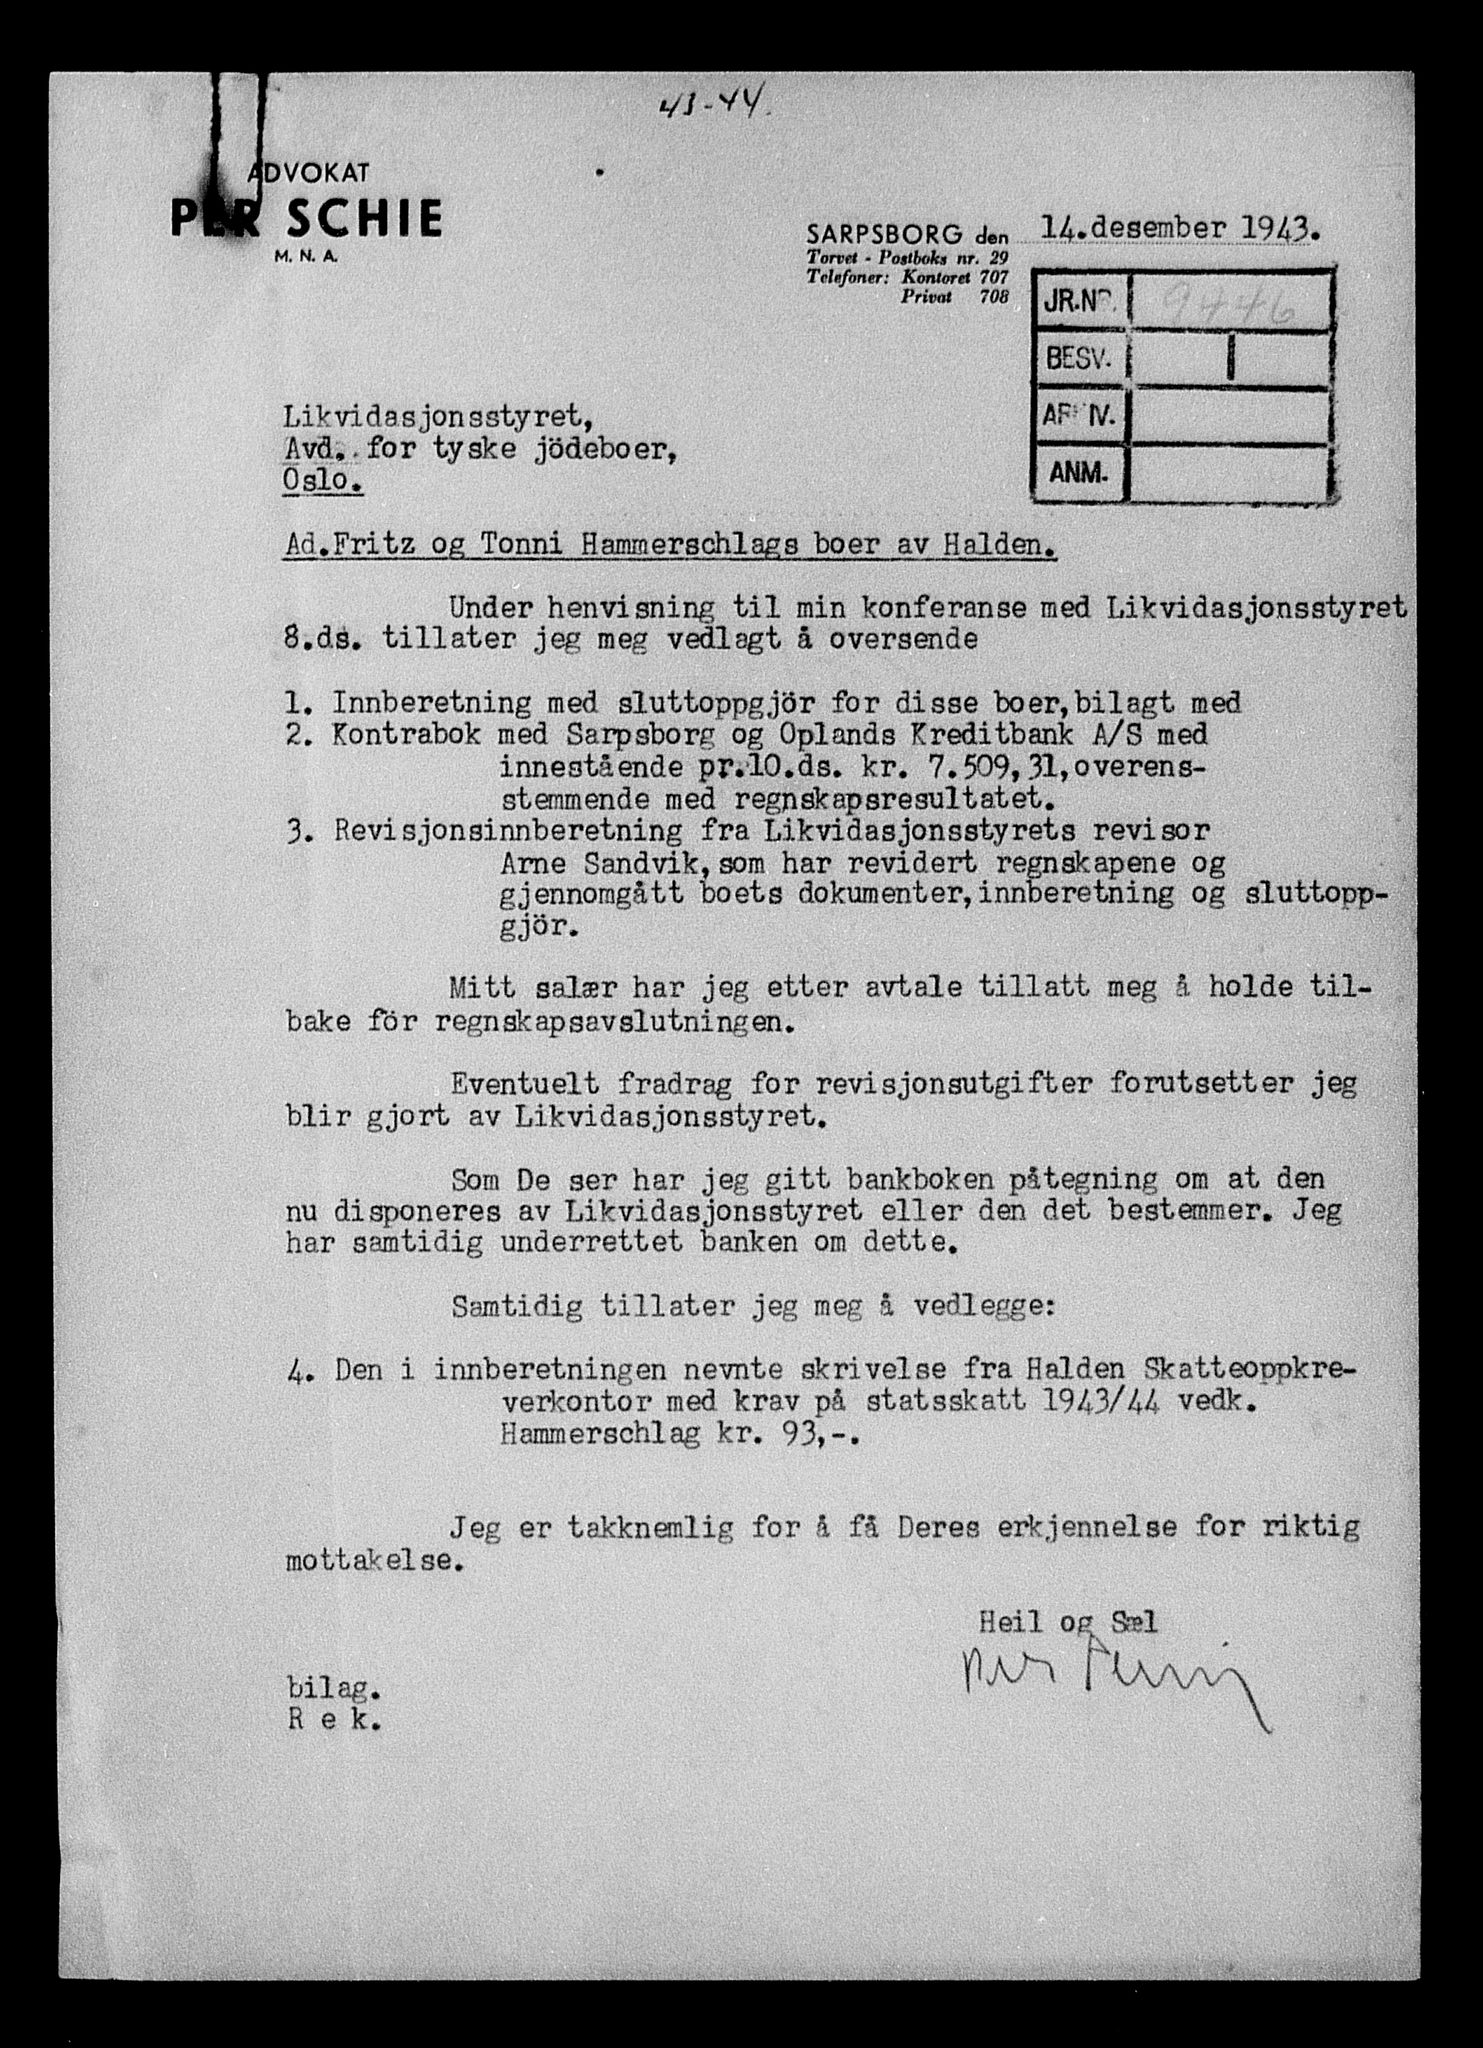 43-44.
ADVOKAT
PER SCHIE
M. N. A.
SARPSBORG den 14.desember 1943.
Torvet - Postboks nr. 29
Telefoner: Kontoret 707
Privat 708
JR.NR. 9446
BESV.
ARKIV.
ANM.
Likvidasjonsstyret,
Avd. for tyske jödeboer,
Oslo.
Ad.Fritz og Tonni Hammerschlags boer av Halden.
Under henvisning til min konferanse med Likvidasjonsstyret
8.ds. tillater jeg meg vedlagt å oversende
1. Innberetning med sluttoppgjör for disse boer,bilagt med
2. Kontrabok med Sarpsborg og Oplands Kreditbank A/S med
innestående pr.10.ds. kr. 7.509,31,overens-
stemmende med regnskapsresultatet.
3. Revisjonsinnberetning fra Likvidasjonsstyrets revisor
Arne Sandvik,som har revidert regnskapene og
gjennomgått boets dokumenter,innberetning og sluttopp-
gjör.
Mitt salær har jeg etter avtale tillatt meg å holde til-
bake för regnskapsavslutningen.
Eventuelt fradrag for revisjonsutgifter forutsetter jeg
blir gjort av Likvidasjonsstyret.
Som De ser har jeg gitt bankboken påtegning om at den
nu disponeres av Likvidasjonsstyret eller den det bestemmer. Jeg
har samtidig underrettet banken om dette.
Samtidig tillater jeg meg å vedlegge:
4. Den i innberetningen nevnte skrivelse fra Halden Skatteoppkre-
verkontor med krav på statsskatt 1943/44 vedk.
Hammerschlag kr. 93,-.
Jeg er takknemlig for å få Deres erkjennelse for riktig
mottakelse.
Heil og Sæl
Per Schie
bilag.
R e k.